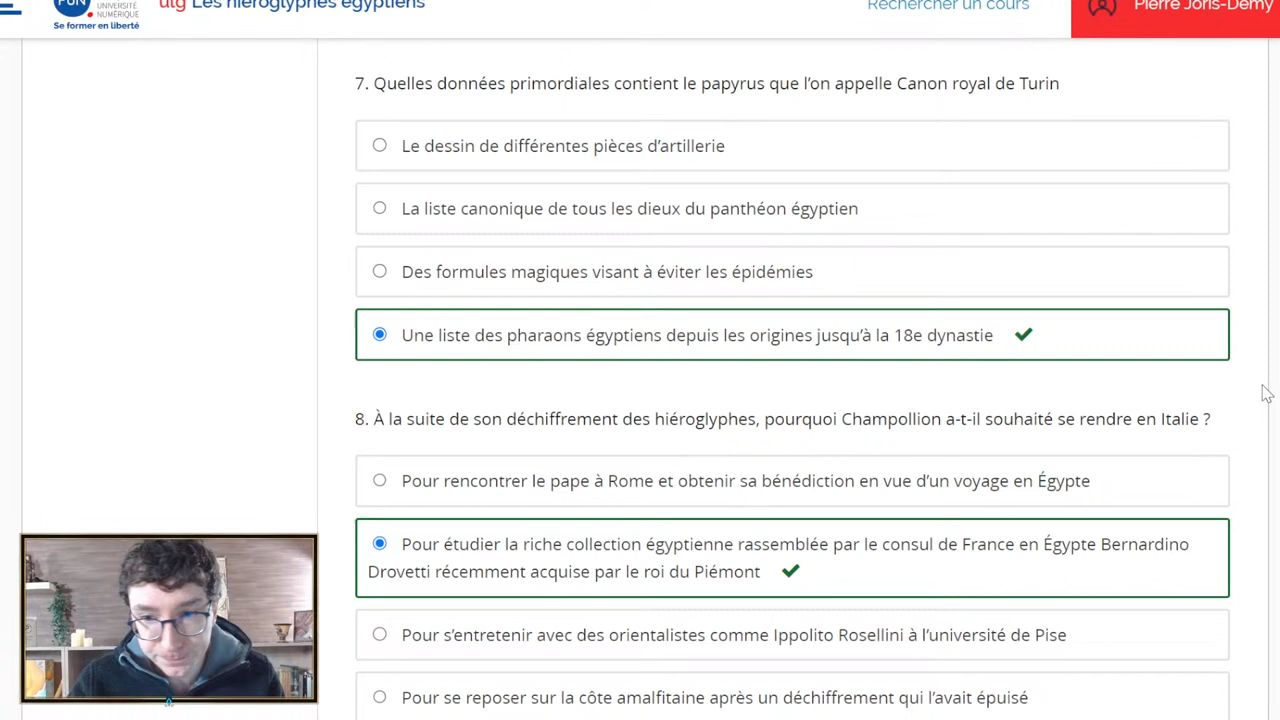 FUN
UNIVERSITÉ
NUMÉRIQUE
Se former en liberté
ulg Les hiéroglyphes égyptiens
Rechercher un cours
Pierre Joris-Demy
7. Quelles données primordiales contient le papyrus que l’on appelle Canon royal de Turin
Le dessin de différentes pièces d’artillerie
La liste canonique de tous les dieux du panthéon égyptien
Des formules magiques visant à éviter les épidémies
Une liste des pharaons égyptiens depuis les origines jusqu’à la 18e dynastie
8. À la suite de son déchiffrement des hiéroglyphes, pourquoi Champollion a-t-il souhaité se rendre en Italie ?
Pour rencontrer le pape à Rome et obtenir sa bénédiction en vue d’un voyage en Égypte
Pour étudier la riche collection égyptienne rassemblée par le consul de France en Égypte Bernardino
Drovetti récemment acquise par le roi du Piémont
Pour s’entretenir avec des orientalistes comme Ippolito Rosellini à l’université de Pise
Pour se reposer sur la côte amalfitaine après un déchiffrement qui l’avait épuisé